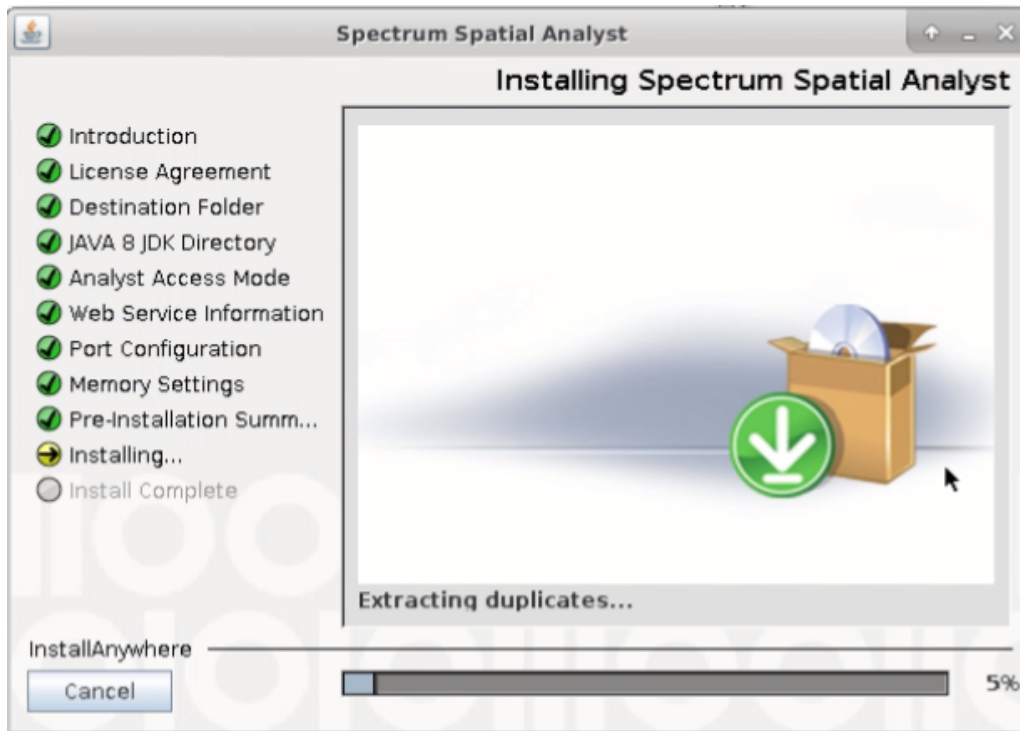 Spectrum Spatial Analyst
Installing Spectrum Spatial Analyst
Introduction
License Agreement
Destination Folder
JAVA 8 JDK Directory
Analyst Access Mode
Web Service Information
Port Configuration
Memory Settings
Pre-Installation Summ...
Installing...
Install Complete
Extracting duplicates...
InstallAnywhere
Cancel
5%